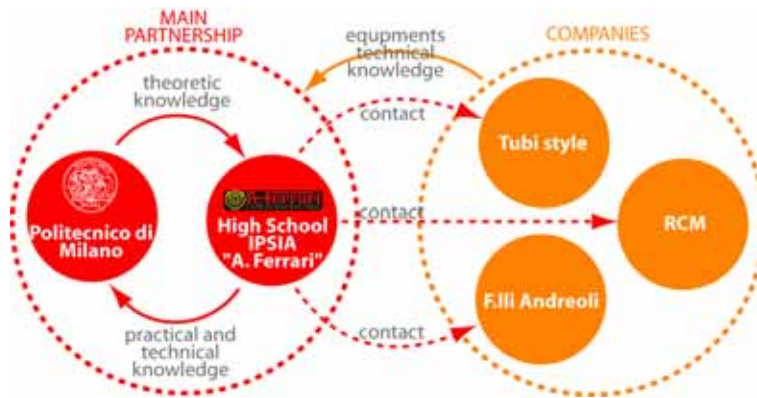 MAIN
PARTNERSHIP
equpments
technical
knowledge
COMPANIES
theoretic
knowledge
contact
Tubi style
Politecnico di
Milano
High School
IPSIA
"A. Ferrari"
contact
RCM
F.lli Andreoli
contact
practical and
technical
knowledge